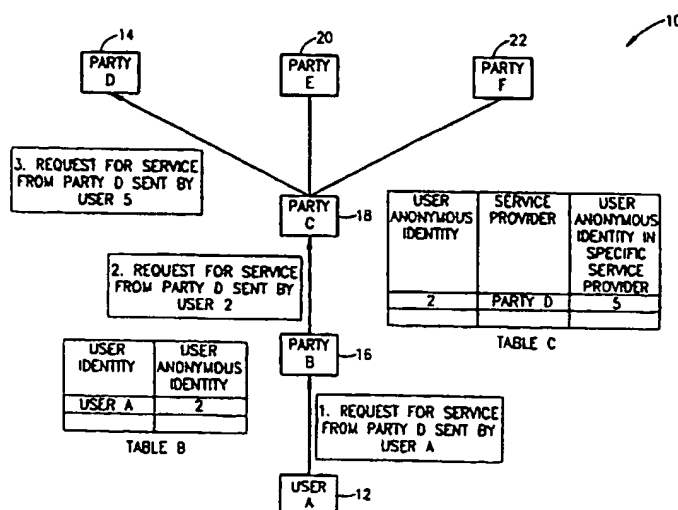 10
14
PARTY
D
20
PARTY
E
22
PARTY
F
3. REQUEST FOR SERVICE
FROM PARTY D SENT BY
USER 5
PARTY
C
18
USER
ANONYMOUS
IDENTITY
SERVICE
PROVIDER
USER
ANONYMOUS
IDENTITY IN
SPECIFIC
SERVICE
PROVIDER
2
PARTY D
5
TABLE C
2. REQUEST FOR SERVICE
FROM PARTY D SENT BY
USER 2
PARTY
B
16
USER
IDENTITY
USER
ANONYMOUS
IDENTITY
USER A
2
TABLE B
1. REQUEST FOR SERVICE
FROM PARTY D SENT BY
USER A
USER
A
12